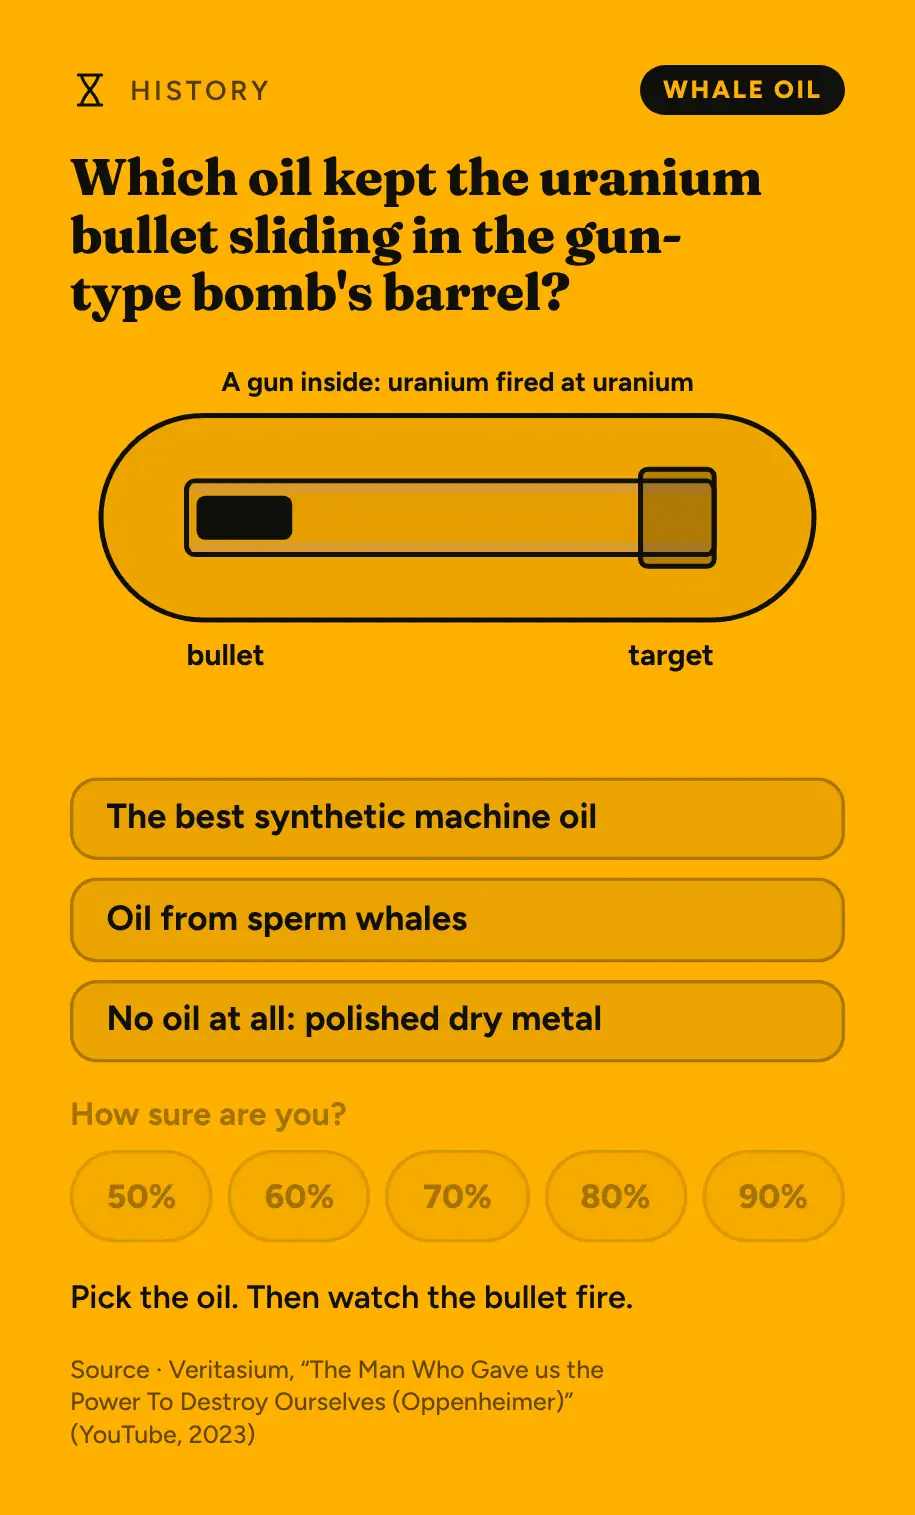 HISTORY
WHALE OIL
Which oil kept the uranium
bullet sliding in the gun-
type bomb's barrel?
A gun inside: uranium fired at uranium
bullet
target
The best synthetic machine oil
Oil from sperm whales
No oil at all: polished dry metal
How sure are you?
50%
60%
70%
80%
90%
Pick the oil. Then watch the bullet fire.
Source · Veritasium, “The Man Who Gave us the
Power To Destroy Ourselves (Oppenheimer)”
(YouTube, 2023)